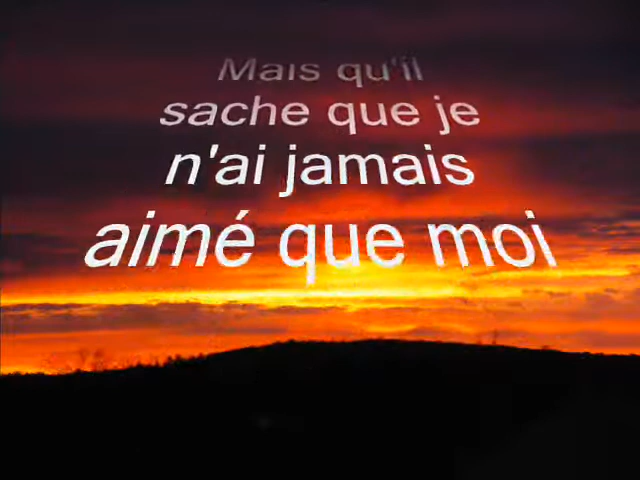 Mais qu'il
sache que je
n'ai jamais
aimé que moi